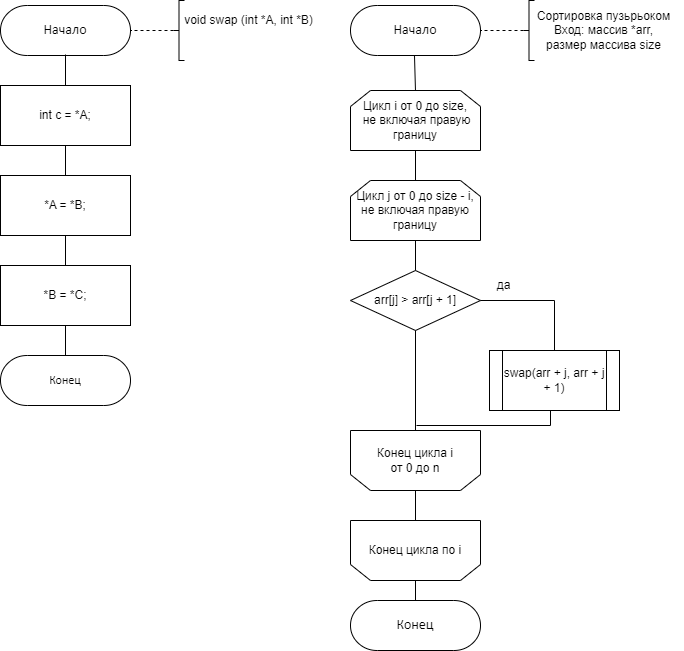 Начало
void swap (int *A, int *B)
int c = *A;
*A = *B;
*B = *C;
Конец
Начало
Сортировка пузырьоком
Вход: массив *arr,
размер массива size
Цикл i от 0 до size,
не включая правую
границу
Цикл j от 0 до size - i,
не включая правую
границу
arr[j] > arr[j + 1]
да
swap(arr + j, arr + j
+ 1)
Конец цикла i
от 0 до n
Конец цикла по i
Конец